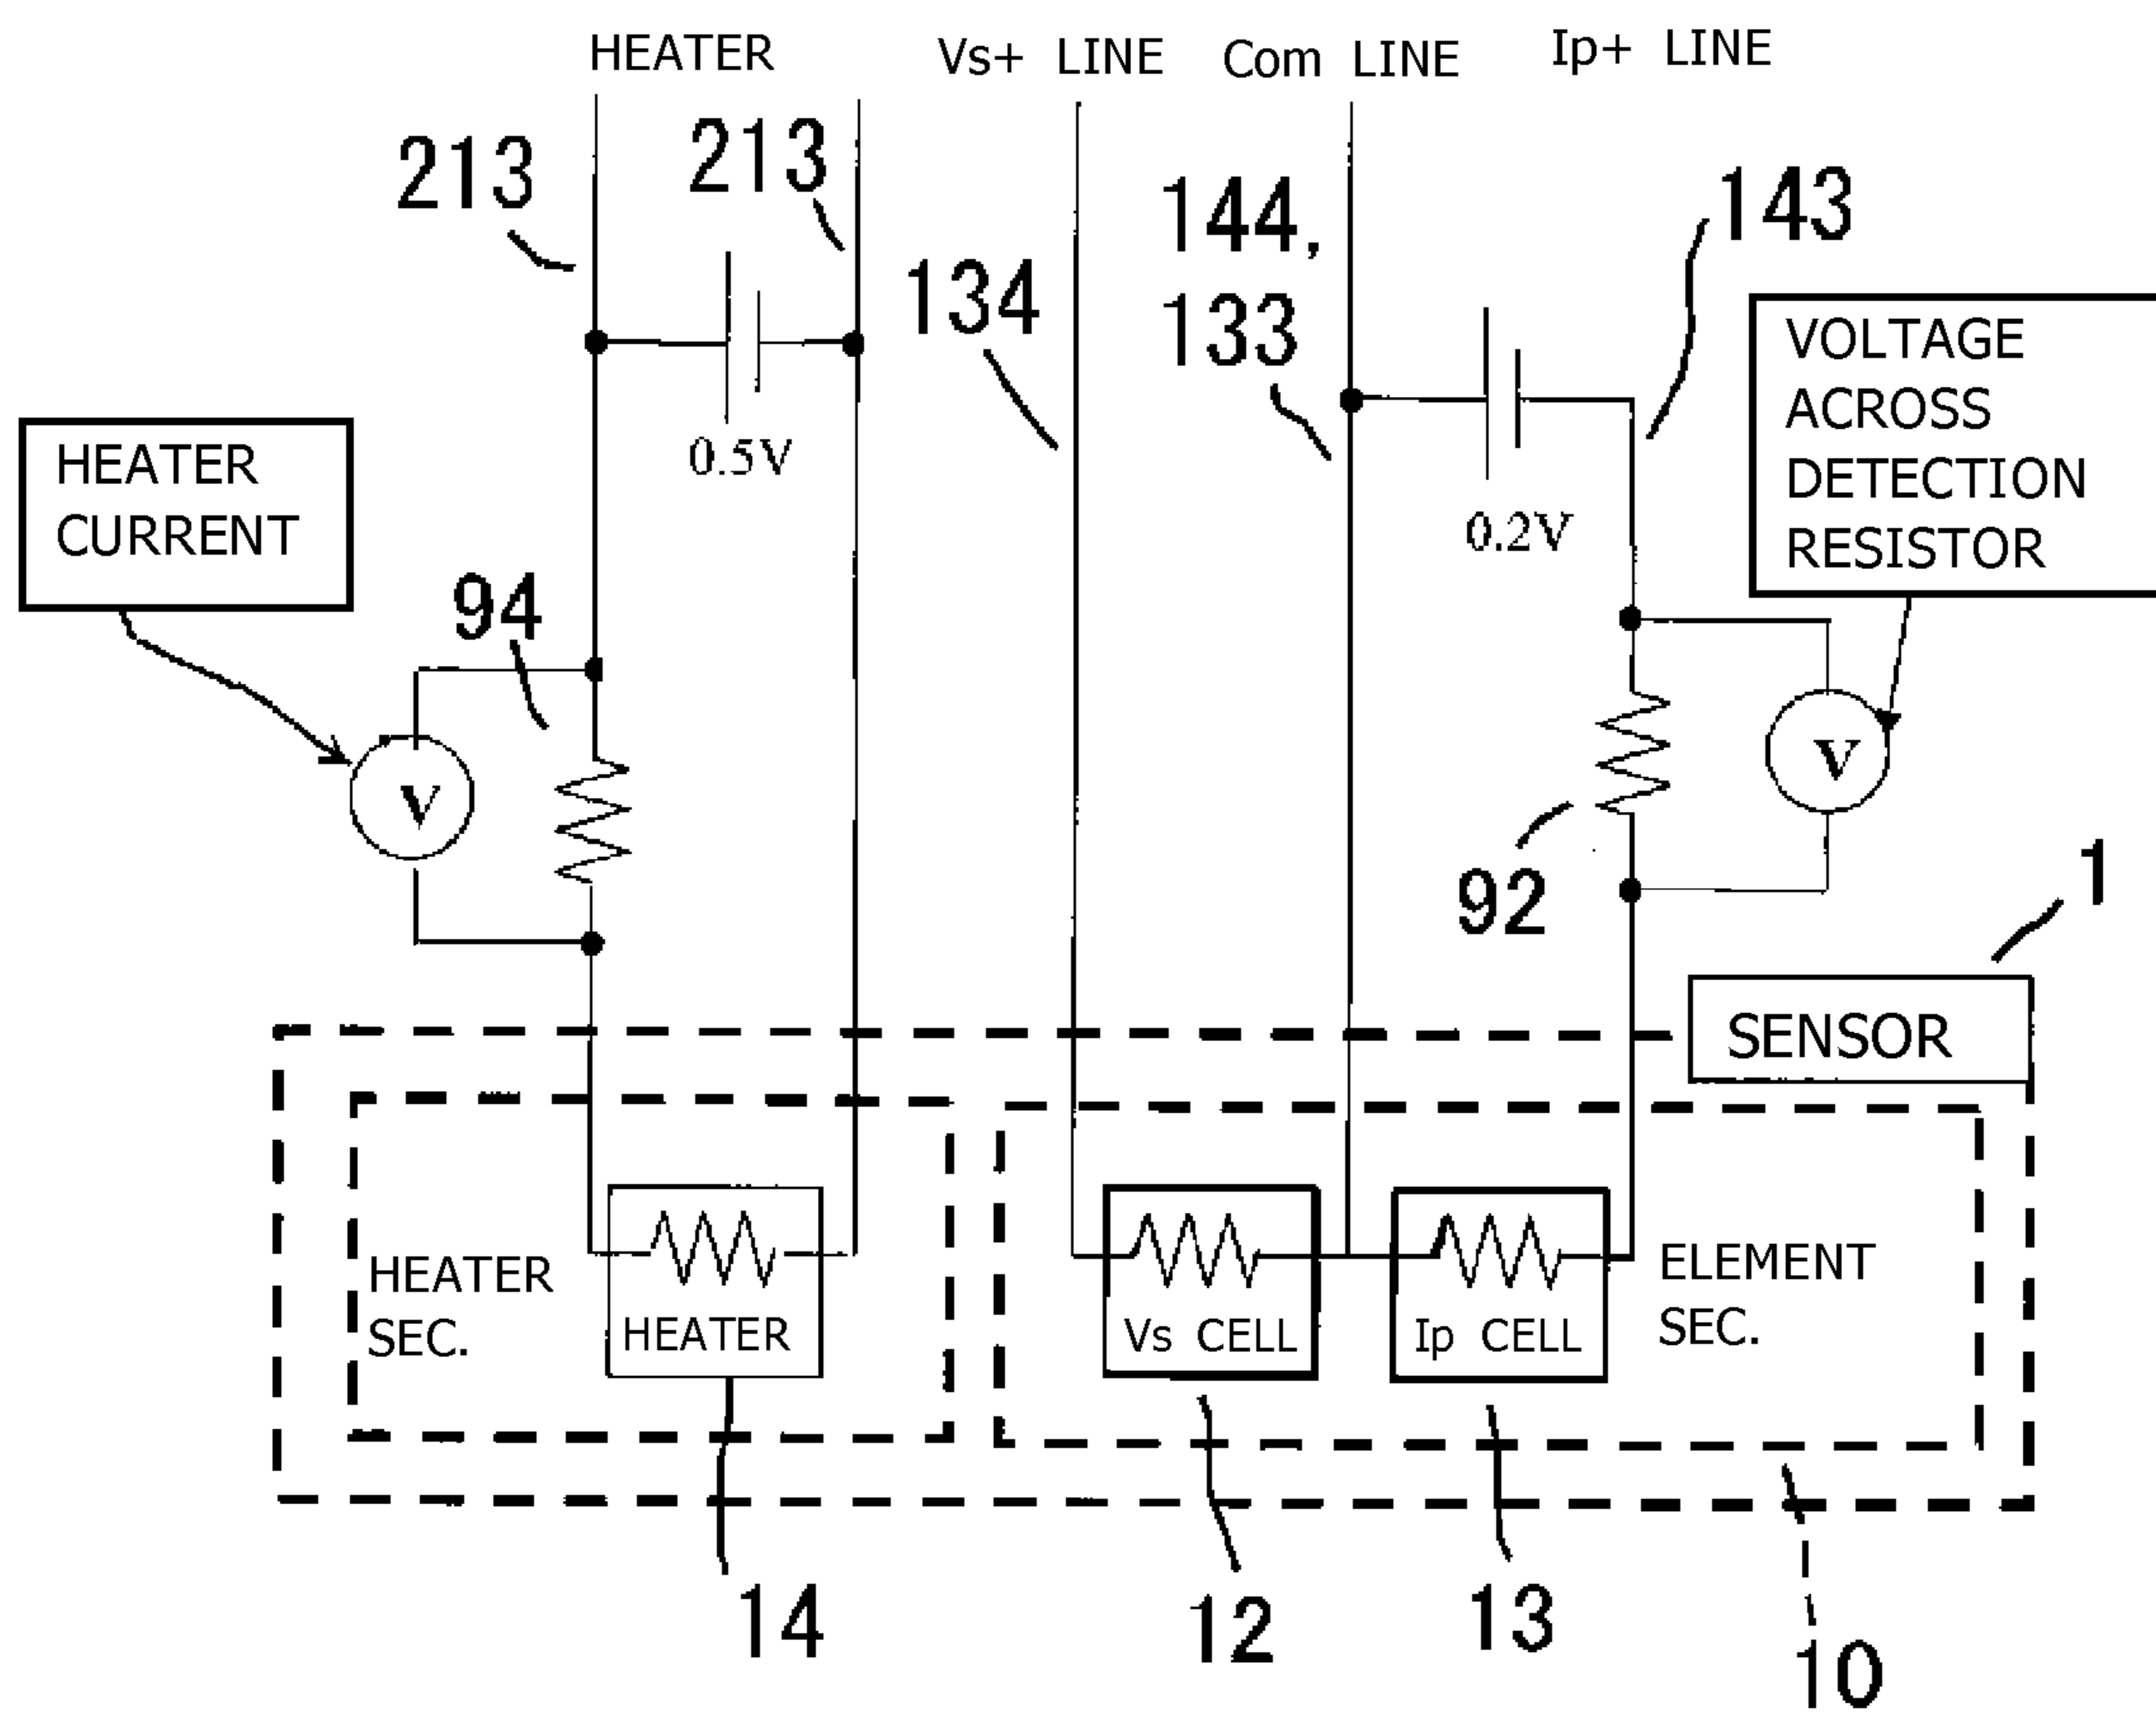 HEATER
Vs+ LINE
Com LINE
Ip+ LINE
213
213
144,
133
143
134
VOLTAGE
ACROSS
DETECTION
RESISTOR
HEATER
CURRENT
0.5V
0.2V
94
V
V
92
1
SENSOR
HEATER
SEC.
HEATER
Vs CELL
Ip CELL
ELEMENT
SEC.
14
12
13
10